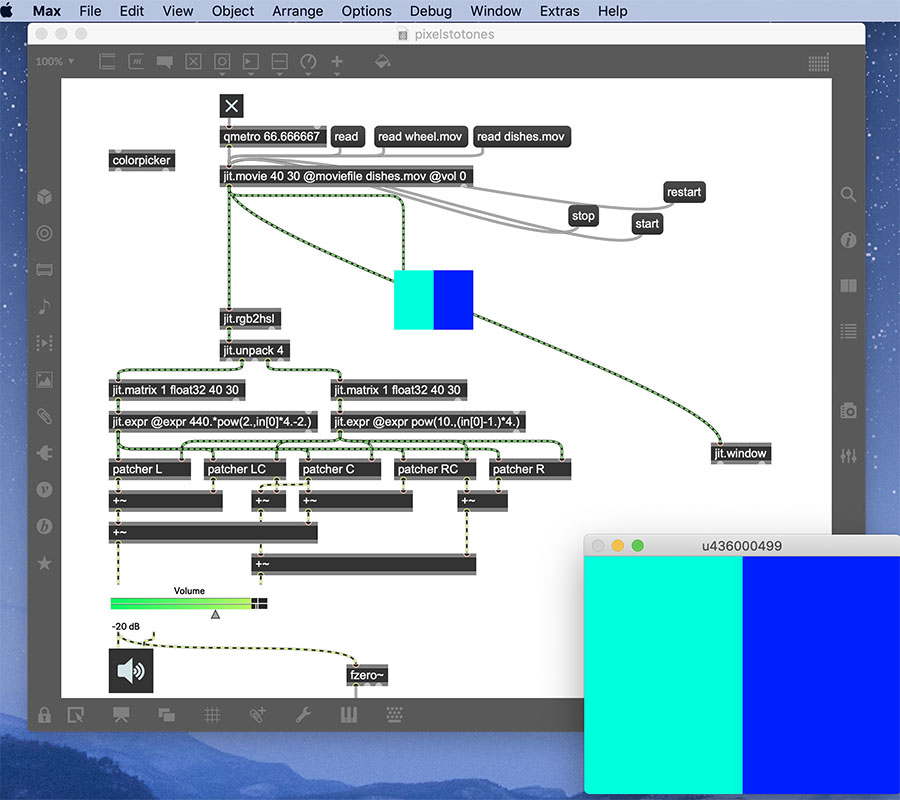 Max File Edit View Object Arrange Options Debug Window Extras Help
pixelstotones
100%
qmetro 66.666667
read
read wheel.mov
read dishes.mov
colorpicker
jit.movie 40 30 @moviefile dishes.mov @vol 0
restart
stop
start
jit.rgb2hsl
jit.unpack 4
jit.matrix 1 float32 40 30
jit.matrix 1 float32 40 30
jit.expr @expr 440.*pow(2.,in[0]*4.-2.)
jit.expr @expr pow(10.,(in[0]-1.)*4.)
jit.window
patcher L
patcher LC
patcher C
patcher RC
patcher R
+~
+~
+~
+~
+~
+~
u436000499
Volume
-20 dB
fzero~